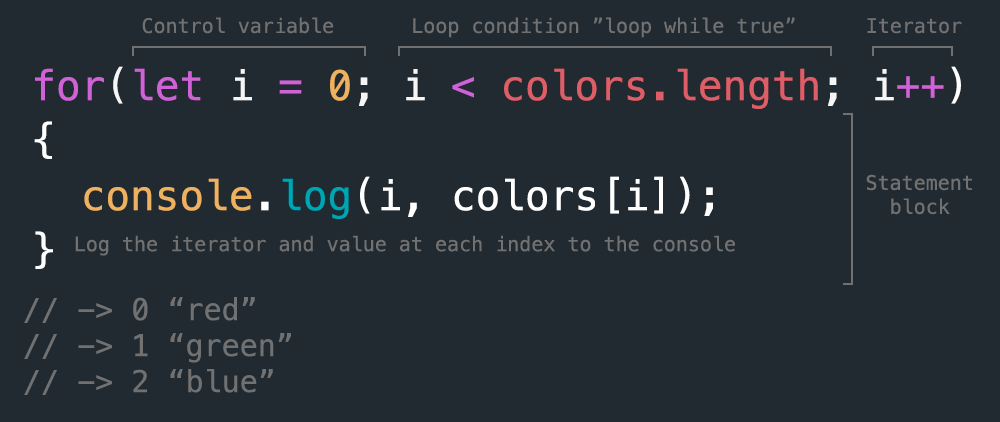 Control variable Loop condition ”loop while true” Iterator
for(let i = 0; i < colors.length; i++)
{
console.log(i, colors[i]);
Statement
block
} Log the iterator and value at each index to the console
// —> 0 “red”
// —> 1 “green”
// —> 2 “blue”